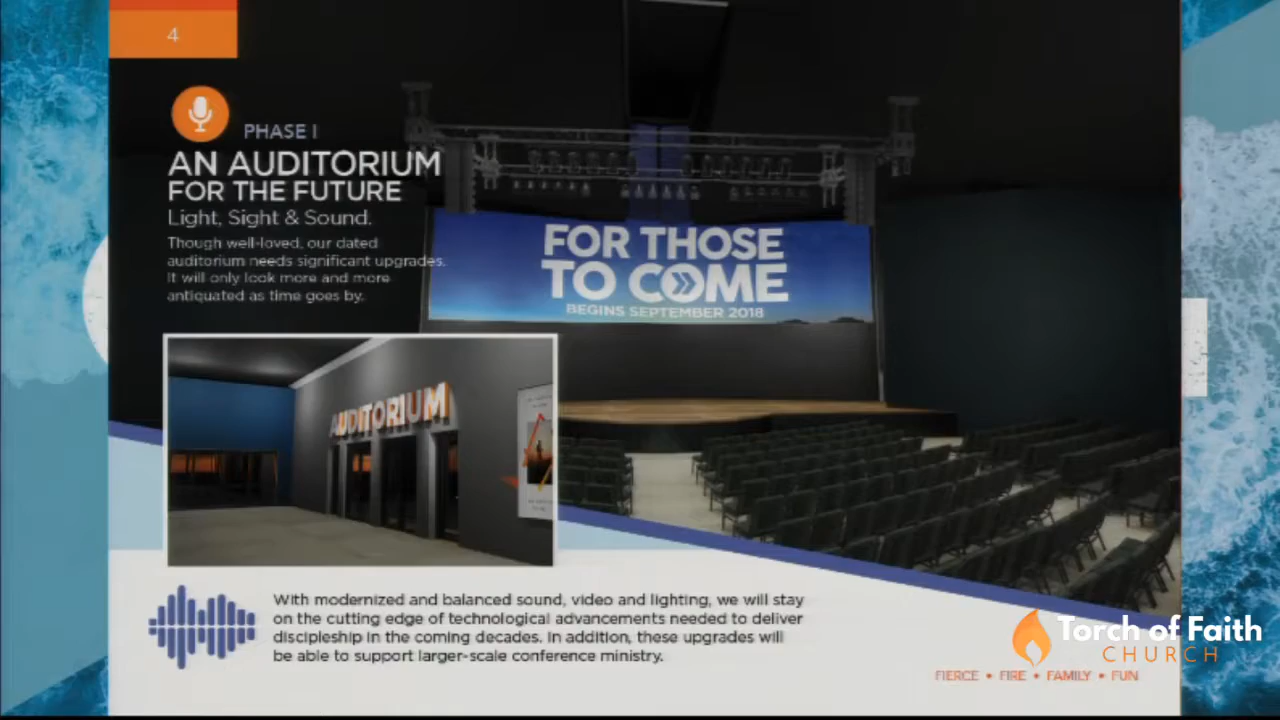 4
PHASE I
AN AUDITORIUM
FOR THE FUTURE
Light, Sight & Sound.
Though well-loved, our dated
auditorium needs significant upgrades.
It will only look more and more
antiquated as time goes by.
FOR THOSE
TO COME
BEGINS SEPTEMBER 2018
AUDITORIUM
With modernized and balanced sound, video and lighting, we will stay
on the cutting edge of technological advancements needed to deliver
discipleship in the coming decades. In addition, these upgrades will
be able to support larger-scale conference ministry.
Torch of Faith
CHURCH
FIERCE • FIRE • FAMILY • FUN